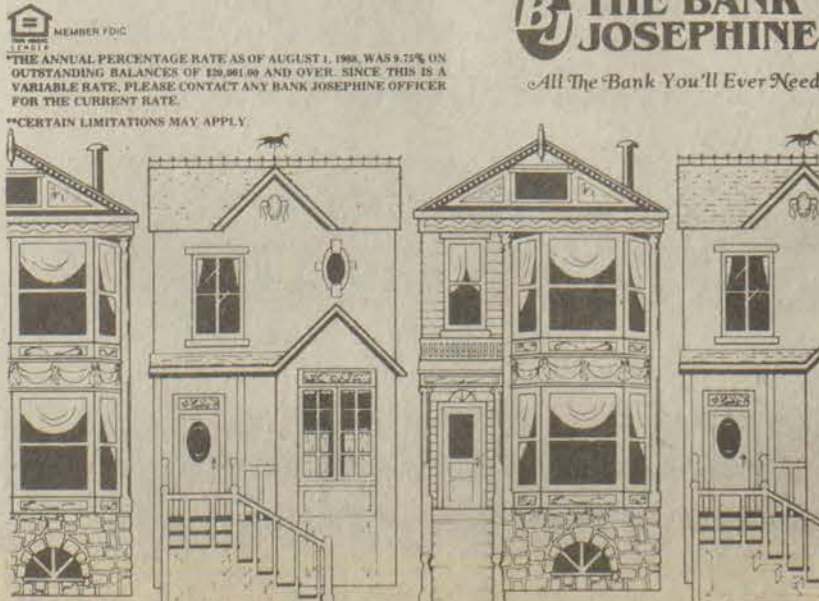 MEMBER FDIC
*THE ANNUAL PERCENTAGE RATE AS OF AUGUST 1, 1988, WAS 9.75% ON
OUTSTANDING BALANCES OF $20,001.00 AND OVER. SINCE THIS IS A
VARIABLE RATE, PLEASE CONTACT ANY BANK JOSEPHINE OFFICER
FOR THE CURRENT RATE.
**CERTAIN LIMITATIONS MAY APPLY.
BJ THE BANK
JOSEPHINE
All The Bank You'll Ever Need